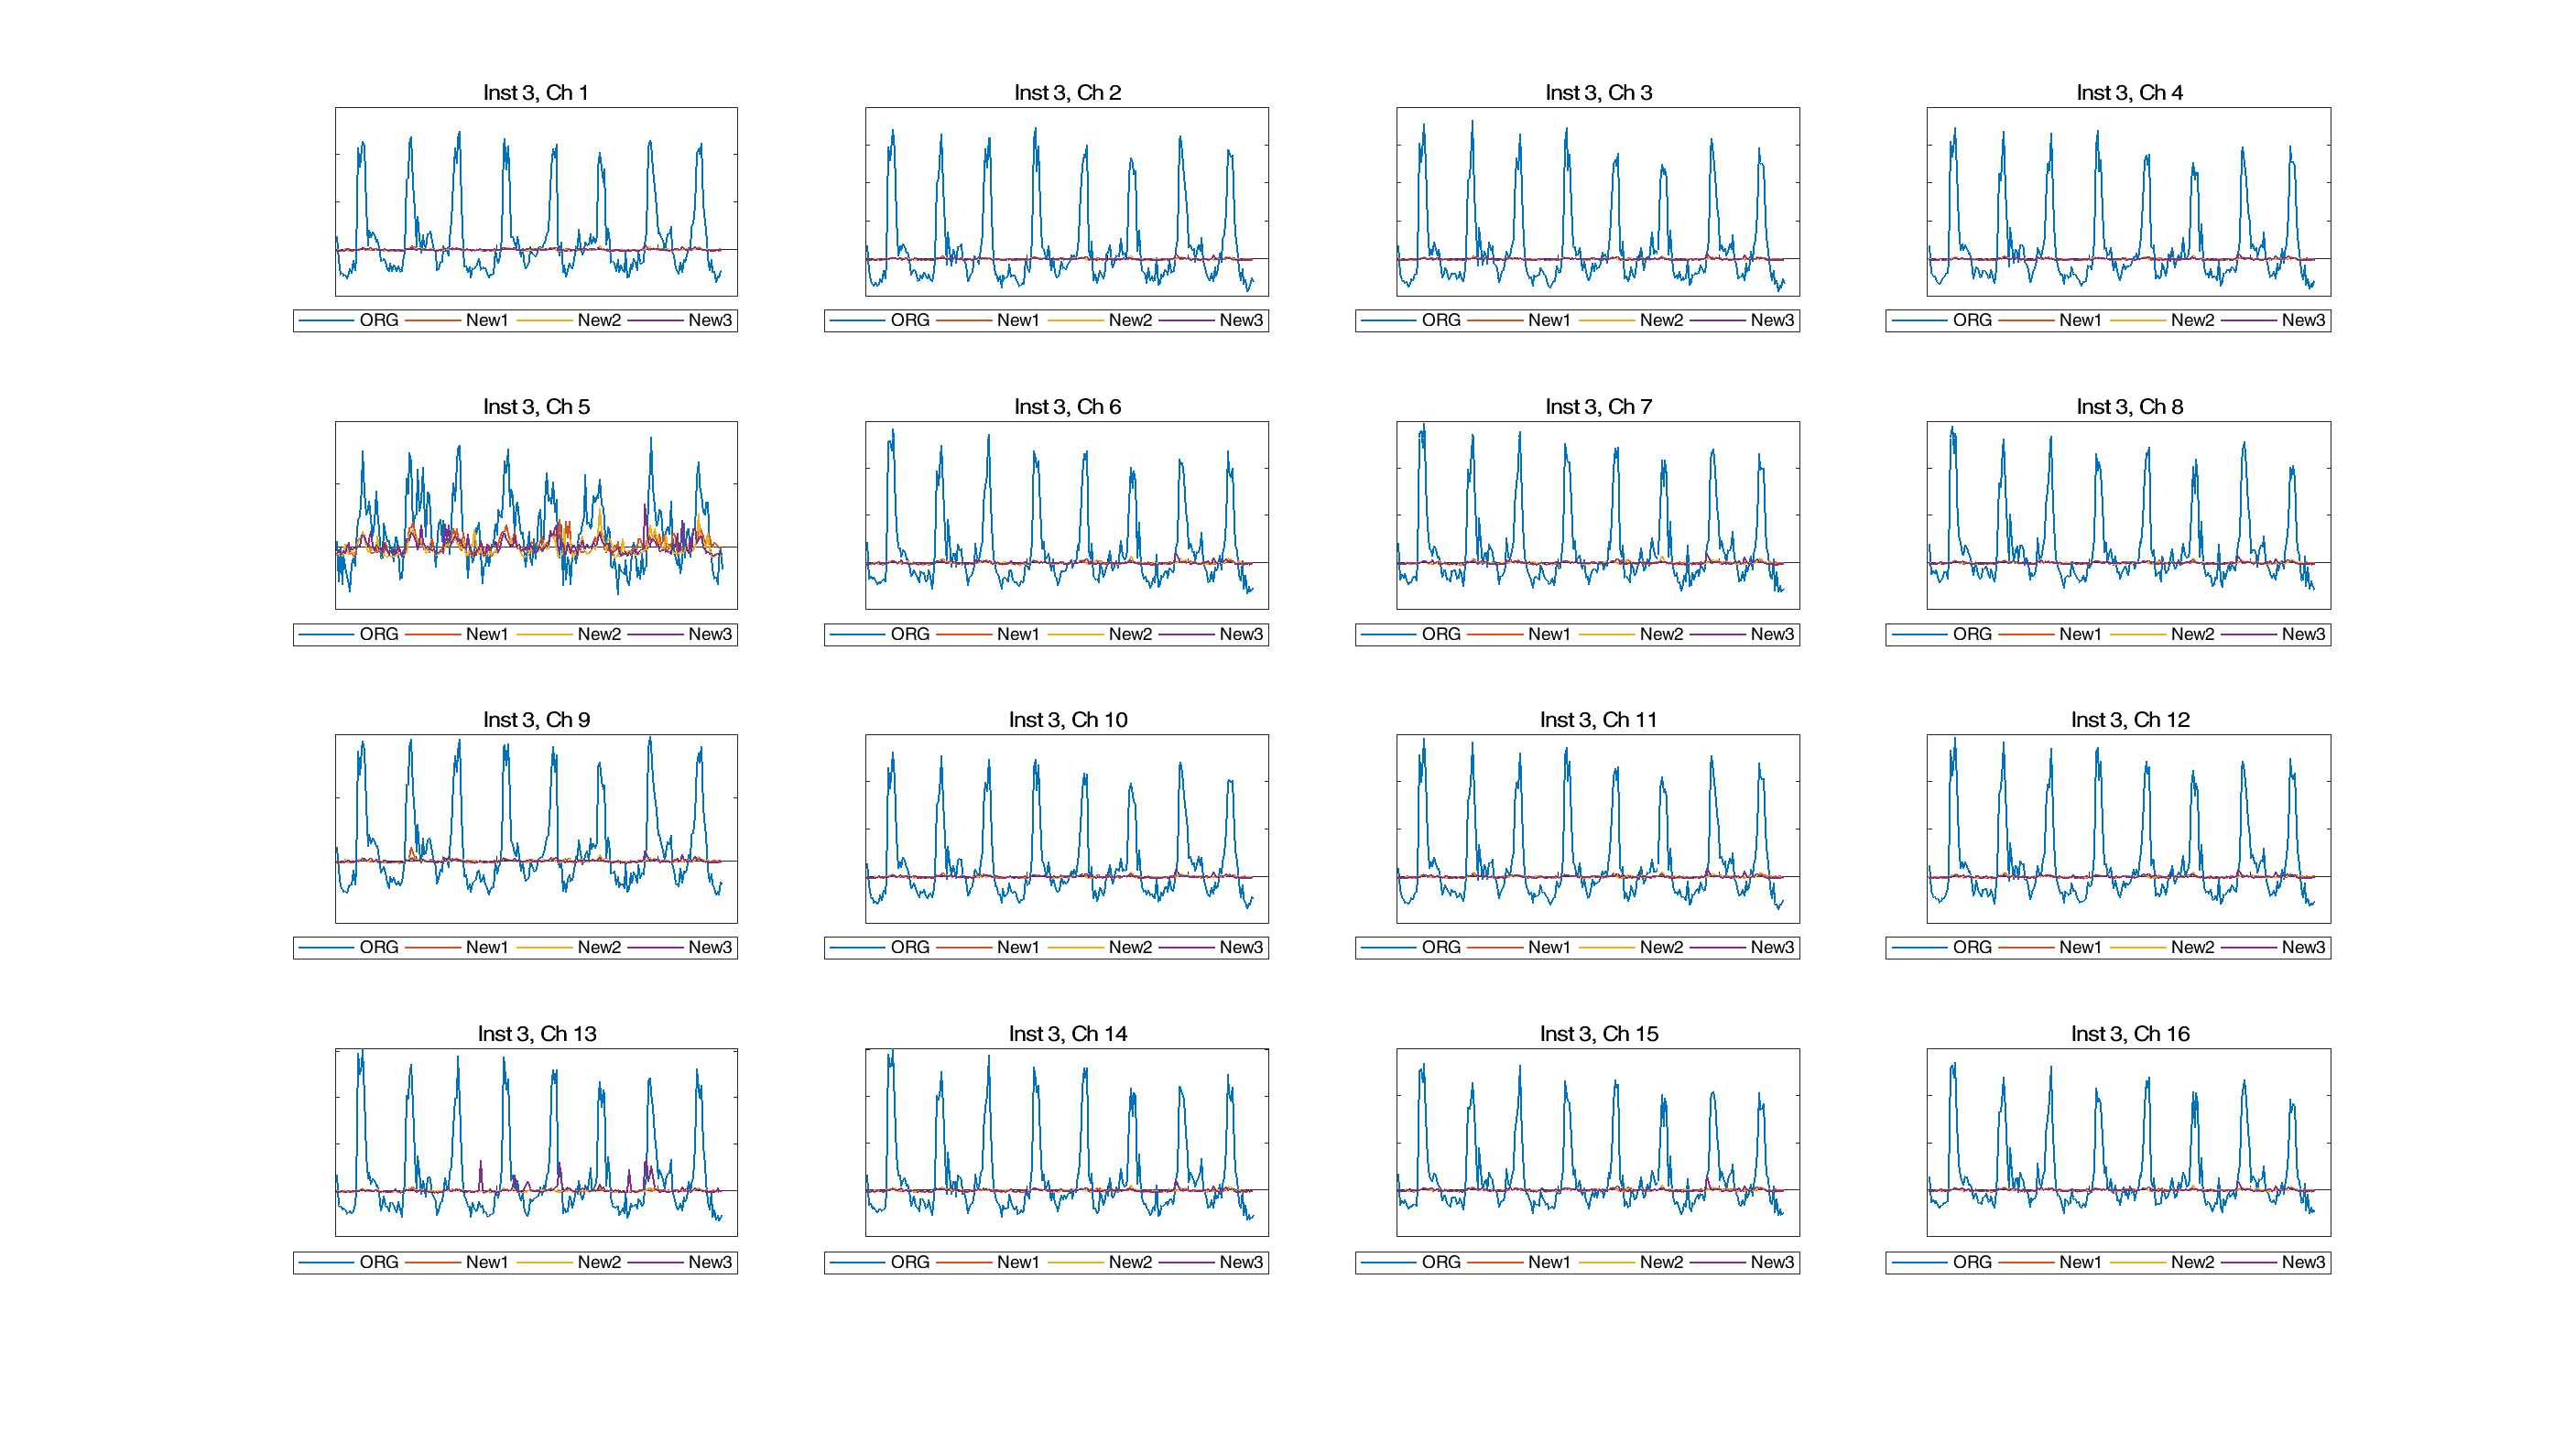 Inst 3, Ch 1
Inst 3, Ch 2
Inst 3, Ch 3
Inst 3, Ch 4
ORG New1 New2 New3
ORG New1 New2 New3
ORG New1 New2 New3
ORG New1 New2 New3
Inst 3, Ch 5
Inst 3, Ch 6
Inst 3, Ch 7
Inst 3, Ch 8
ORG New1 New2 New3
ORG New1 New2 New3
ORG New1 New2 New3
ORG New1 New2 New3
Inst 3, Ch 9
Inst 3, Ch 10
Inst 3, Ch 11
Inst 3, Ch 12
ORG New1 New2 New3
ORG New1 New2 New3
ORG New1 New2 New3
ORG New1 New2 New3
Inst 3, Ch 13
Inst 3, Ch 14
Inst 3, Ch 15
Inst 3, Ch 16
ORG New1 New2 New3
ORG New1 New2 New3
ORG New1 New2 New3
ORG New1 New2 New3